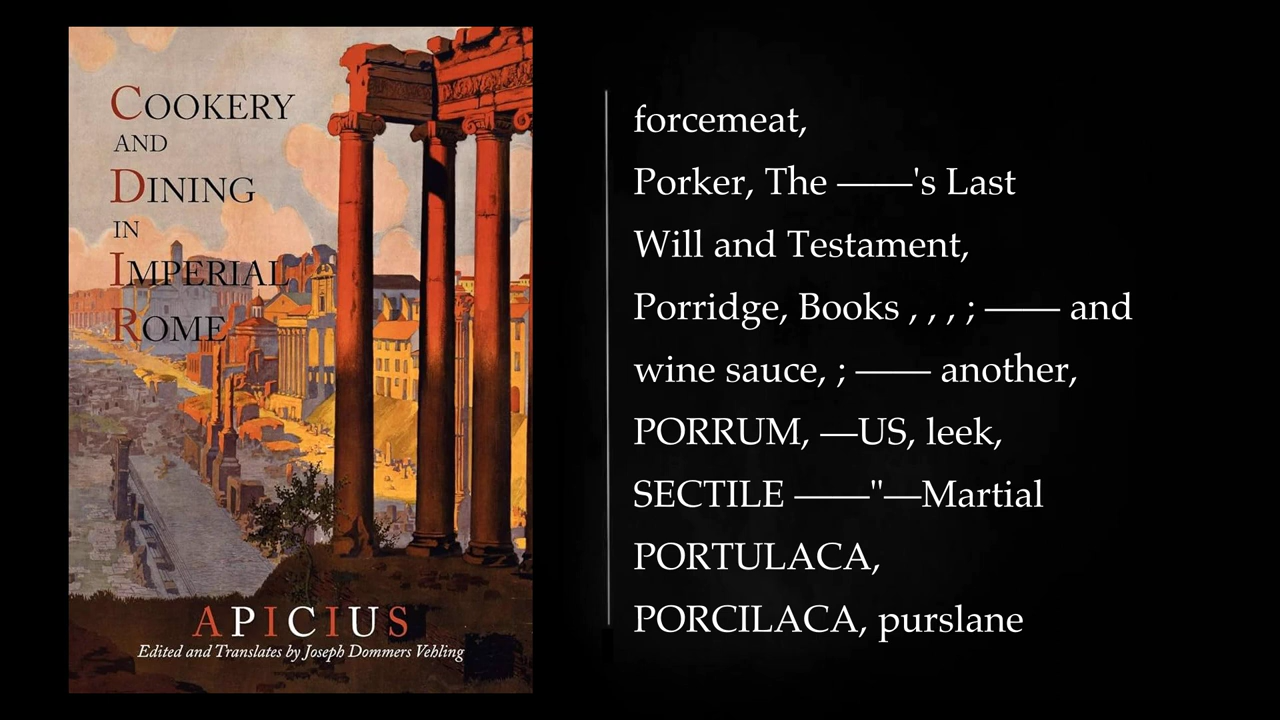 COOKERY
AND
DINING
IN
IMPERIAL
ROME
APICIUS
Edited and Translates by Joseph Dommers Vehling
forcemeat,
Porker, The ——'s Last
Will and Testament,
Porridge, Books , , , ; —— and
wine sauce, ; —— another,
PORRUM, —US, leek,
SECTILE ——"—Martial
PORTULACA,
PORCILACA, purslane